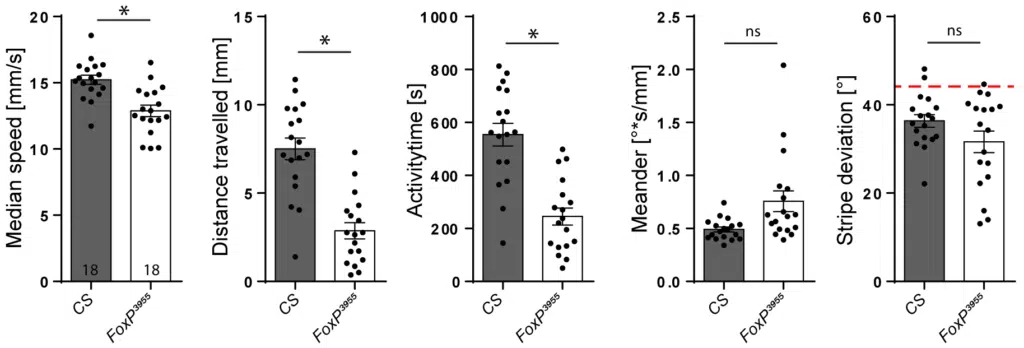 Median speed [mm/s]
20
15
10
5
0
*
18
18
CS
FoxP³⁹⁵⁵
Distance travelled [mm]
15
10
5
0
*
CS
FoxP³⁹⁵⁵
Activitytime [s]
1000
800
600
400
200
0
*
CS
FoxP³⁹⁵⁵
Meander [°*s/mm]
2.5
2.0
1.5
1.0
0.5
0.0
ns
CS
FoxP³⁹⁵⁵
Stripe deviation [°]
60
40
20
0
ns
CS
FoxP³⁹⁵⁵